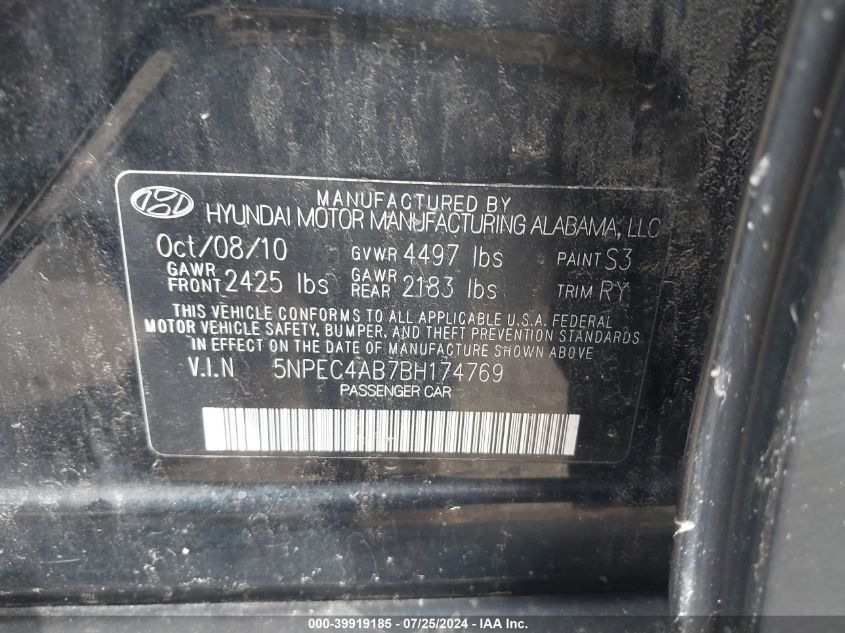 MANUFACTURED BY
HYUNDAI MOTOR MANUFACTURING ALABAMA, LLC
Oct/08/10 GVWR 4497 lbs PAINT S3
GAWR FRONT 2425 lbs GAWR REAR 2183 lbs TRIM RY
THIS VEHICLE CONFORMS TO ALL APPLICABLE U.S.A. FEDERAL
MOTOR VEHICLE SAFETY, BUMPER, AND THEFT PREVENTION STANDARDS
IN EFFECT ON THE DATE OF MANUFACTURE SHOWN ABOVE
V.I.N 5NPEC4AB7BH174769
PASSENGER CAR
000-39919185 - 07/25/2024 - IAA, Inc.